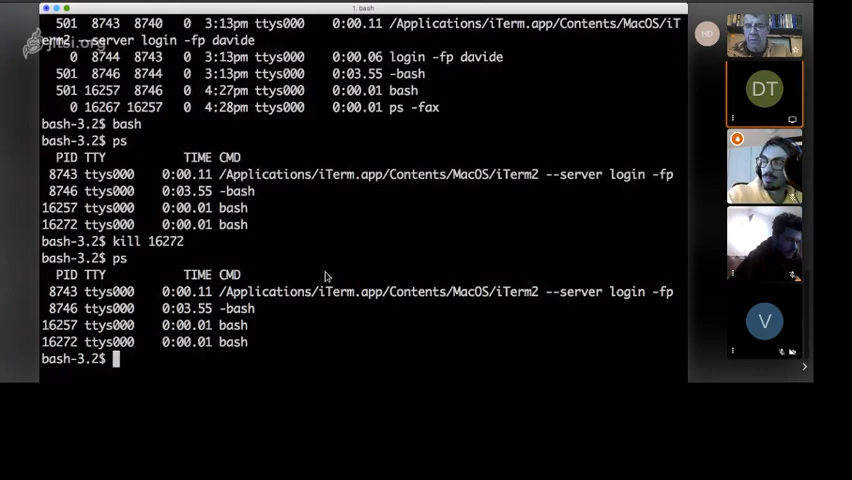 1. bash
501 8743 8740 0 3:13pm ttys000 0:00.11 /Applications/iTerm.app/Contents/MacOS/iT
erm2 --server login -fp davide
jitsi.org
0 8744 8743 0 3:13pm ttys000 0:00.06 login -fp davide
501 8746 8744 0 3:13pm ttys000 0:03.55 -bash
501 16257 8746 0 4:27pm ttys000 0:00.01 bash
0 16267 16257 0 4:28pm ttys000 0:00.01 ps -fax
bash-3.2$ bash
bash-3.2$ ps
PID TTY TIME CMD
8743 ttys000 0:00.11 /Applications/iTerm.app/Contents/MacOS/iTerm2 --server login -fp
8746 ttys000 0:03.55 -bash
16257 ttys000 0:00.01 bash
16272 ttys000 0:00.01 bash
bash-3.2$ kill 16272
bash-3.2$ ps
PID TTY TIME CMD
8743 ttys000 0:00.11 /Applications/iTerm.app/Contents/MacOS/iTerm2 --server login -fp
8746 ttys000 0:03.55 -bash
16257 ttys000 0:00.01 bash
16272 ttys000 0:00.01 bash
bash-3.2$
HD
DT
V